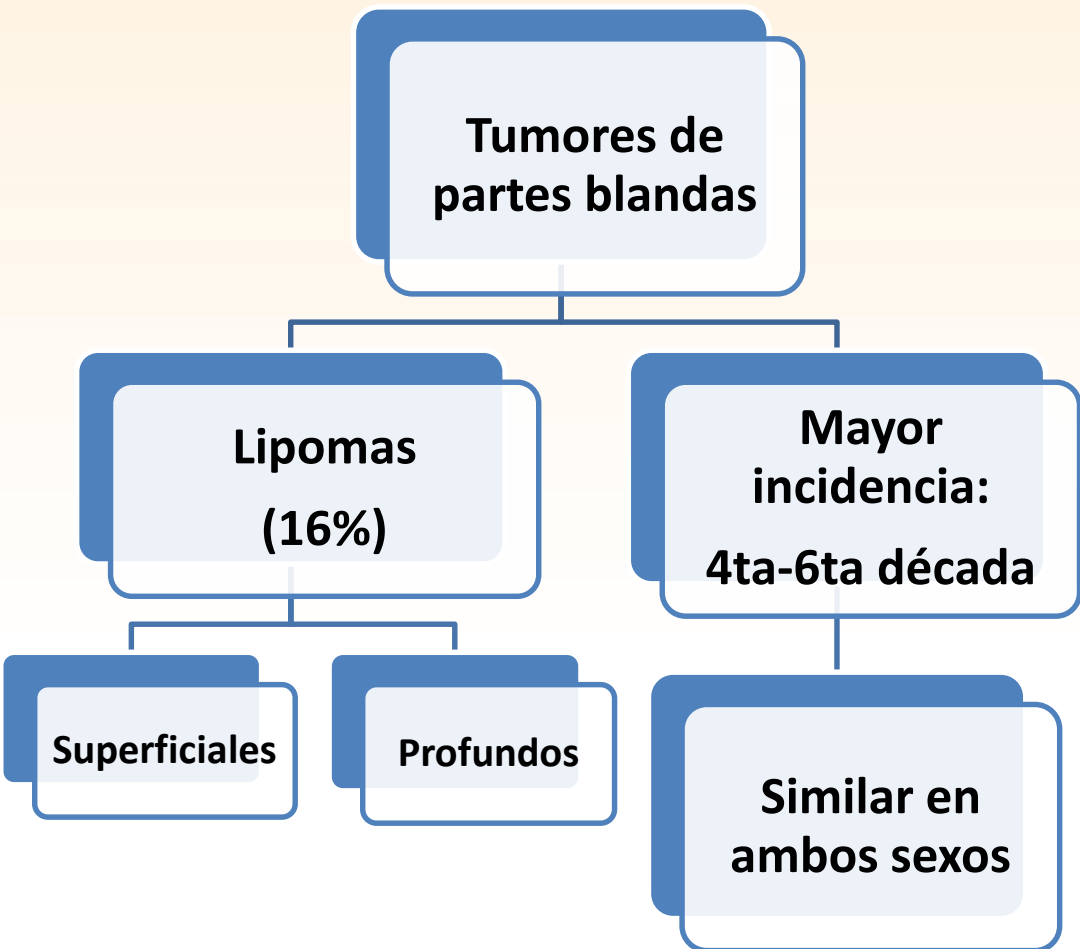 Tumores de
partes blandas
Lipomas
(16%)
Mayor
incidencia:
4ta-6ta década
Superficiales
Profundos
Similar en
ambos sexos